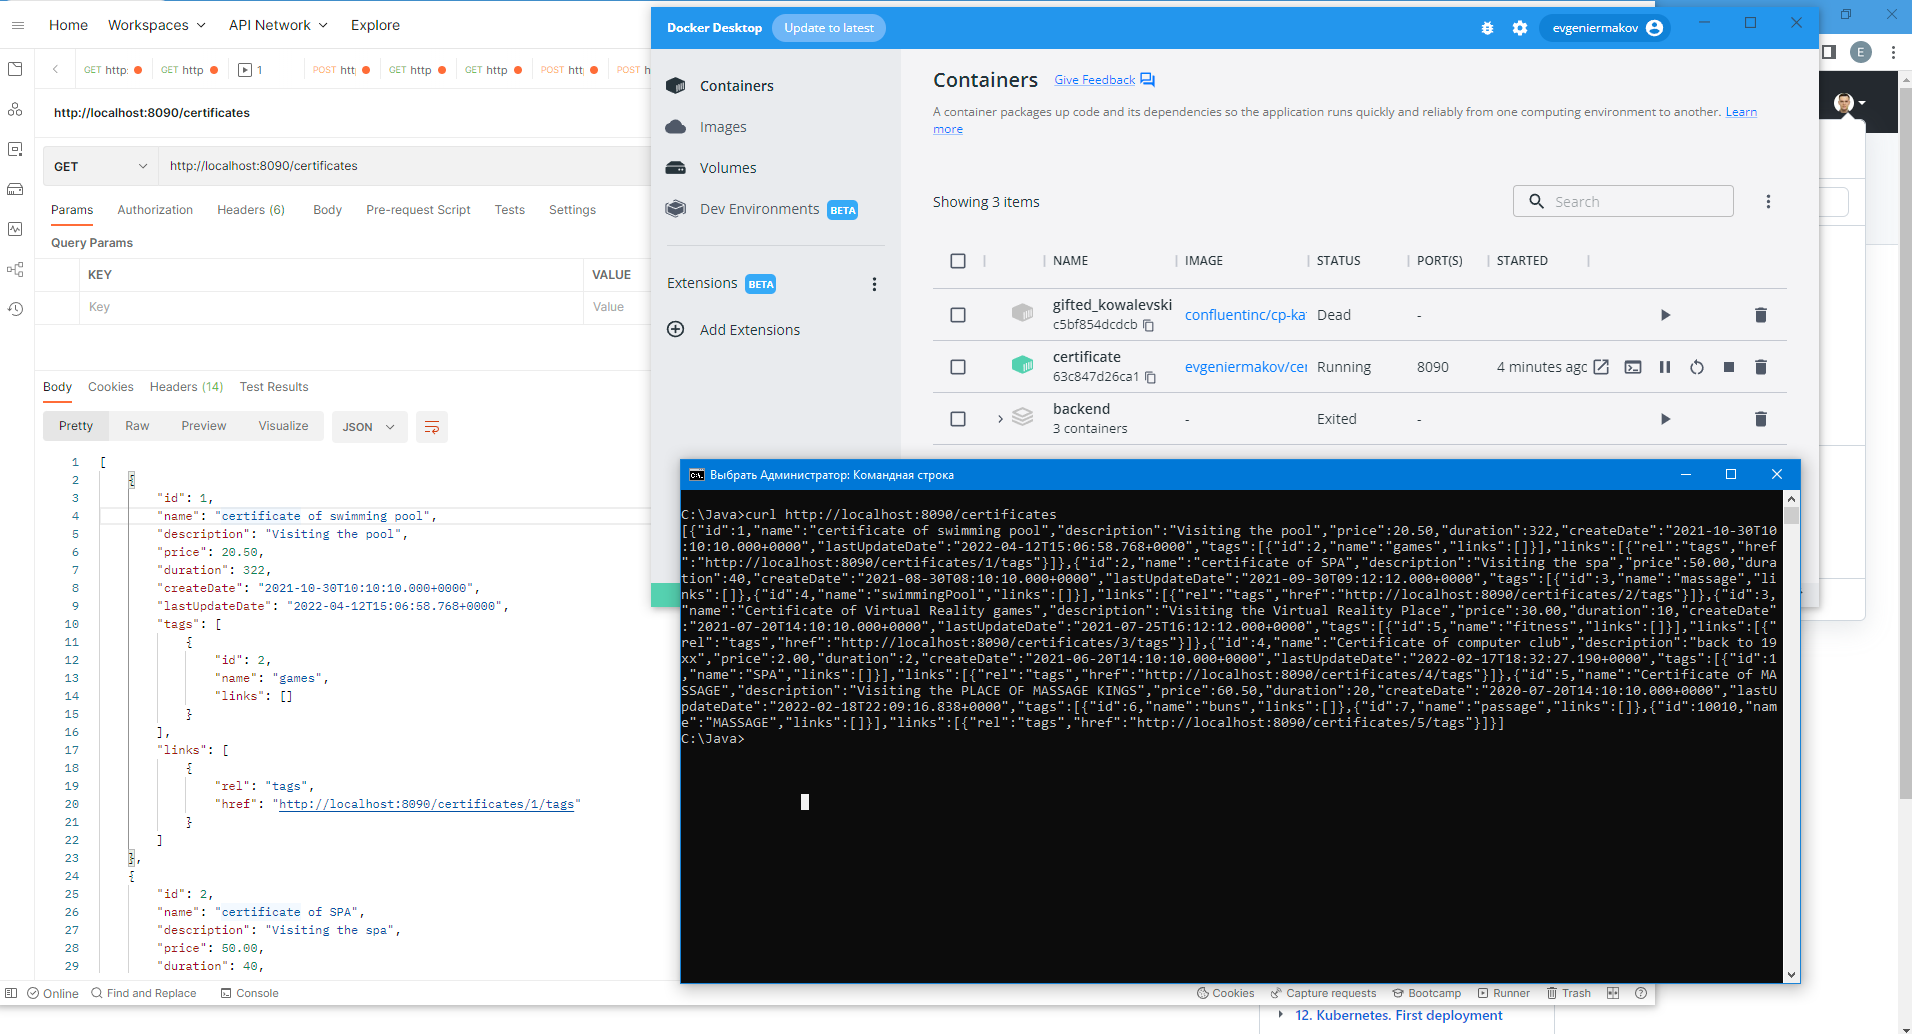 Home Workspaces API Network Explore
GET http: GET http 1 POST htt GET http GET http POST htt POST h
http://localhost:8090/certificates
GET http://localhost:8090/certificates
Params Authorization Headers (6) Body Pre-request Script Tests Settings
Query Params
KEY VALUE
Key Value
Body Cookies Headers (14) Test Results
Pretty Raw Preview Visualize JSON
1 [
2 {
3 "id": 1,
4 "name": "certificate of swimming pool",
5 "description": "Visiting the pool",
6 "price": 20.50,
7 "duration": 322,
8 "createDate": "2021-10-30T10:10:10.000+0000",
9 "lastUpdateDate": "2022-04-12T15:06:58.768+0000",
10 "tags": [
11 {
12 "id": 2,
13 "name": "games",
14 "links": []
15 }
16 ],
17 "links": [
18 {
19 "rel": "tags",
20 "href": "http://localhost:8090/certificates/1/tags"
21 }
22 ]
23 },
24 {
25 "id": 2,
26 "name": "certificate of SPA",
27 "description": "Visiting the spa",
28 "price": 50.00,
29 "duration": 40,
Online Find and Replace Console
Cookies Capture requests Bootcamp Runner Trash
Docker Desktop Update to latest evgeniermakov
E
Containers
Images
Volumes
Dev Environments BETA
Extensions BETA
Add Extensions
Containers Give Feedback
A container packages up code and its dependencies so the application runs quickly and reliably from one computing environment to another. Learn
more
Showing 3 items Search
NAME IMAGE STATUS PORT(S) STARTED
gifted_kowalevski
c5bf854dcdcb confluentinc/cp-ka Dead -
certificate
63c847d26ca1 evgeniermakov/cer Running 8090 4 minutes agc
backend
3 containers - Exited -
Выбрать Администратор: Командная строка
C:\Java>curl http://localhost:8090/certificates
[{"id":1,"name":"certificate of swimming pool","description":"Visiting the pool","price":20.50,"duration":322,"createDate":"2021-10-30T10
:10:10.000+0000","lastUpdateDate":"2022-04-12T15:06:58.768+0000","tags":[{"id":2,"name":"games","links":[]}],"links":[{"rel":"tags","href
":"http://localhost:8090/certificates/1/tags"}]},{"id":2,"name":"certificate of SPA","description":"Visiting the spa","price":50.00,"dura
tion":40,"createDate":"2021-08-30T08:10:10.000+0000","lastUpdateDate":"2021-09-30T09:12:12.000+0000","tags":[{"id":3,"name":"massage","li
nks":[]},{"id":4,"name":"swimmingPool","links":[]}],"links":[{"rel":"tags","href":"http://localhost:8090/certificates/2/tags"}]},{"id":3,
"name":"Certificate of Virtual Reality games","description":"Visiting the Virtual Reality Place","price":30.00,"duration":10,"createDate"
:"2021-07-20T14:10:10.000+0000","lastUpdateDate":"2021-07-25T16:12:12.000+0000","tags":[{"id":5,"name":"fitness","links":[]}],"links":[{"
rel":"tags","href":"http://localhost:8090/certificates/3/tags"}]},{"id":4,"name":"Certificate of computer club","description":"back to 19
xx","price":2.00,"duration":2,"createDate":"2021-06-20T14:10:10.000+0000","lastUpdateDate":"2022-02-17T18:32:27.190+0000","tags":[{"id":1
,"name":"SPA","links":[]}],"links":[{"rel":"tags","href":"http://localhost:8090/certificates/4/tags"}]},{"id":5,"name":"Certificate of MA
SSAGE","description":"Visiting the PLACE OF MASSAGE KINGS","price":60.50,"duration":20,"createDate":"2020-07-20T14:10:10.000+0000","lastU
pdateDate":"2022-02-18T22:09:16.838+0000","tags":[{"id":6,"name":"buns","links":[]},{"id":7,"name":"passage","links":[]},{"id":10010,"nam
e":"MASSAGE","links":[]}],"links":[{"rel":"tags","href":"http://localhost:8090/certificates/5/tags"}]}]
C:\Java>
12. Kubernetes. First deployment